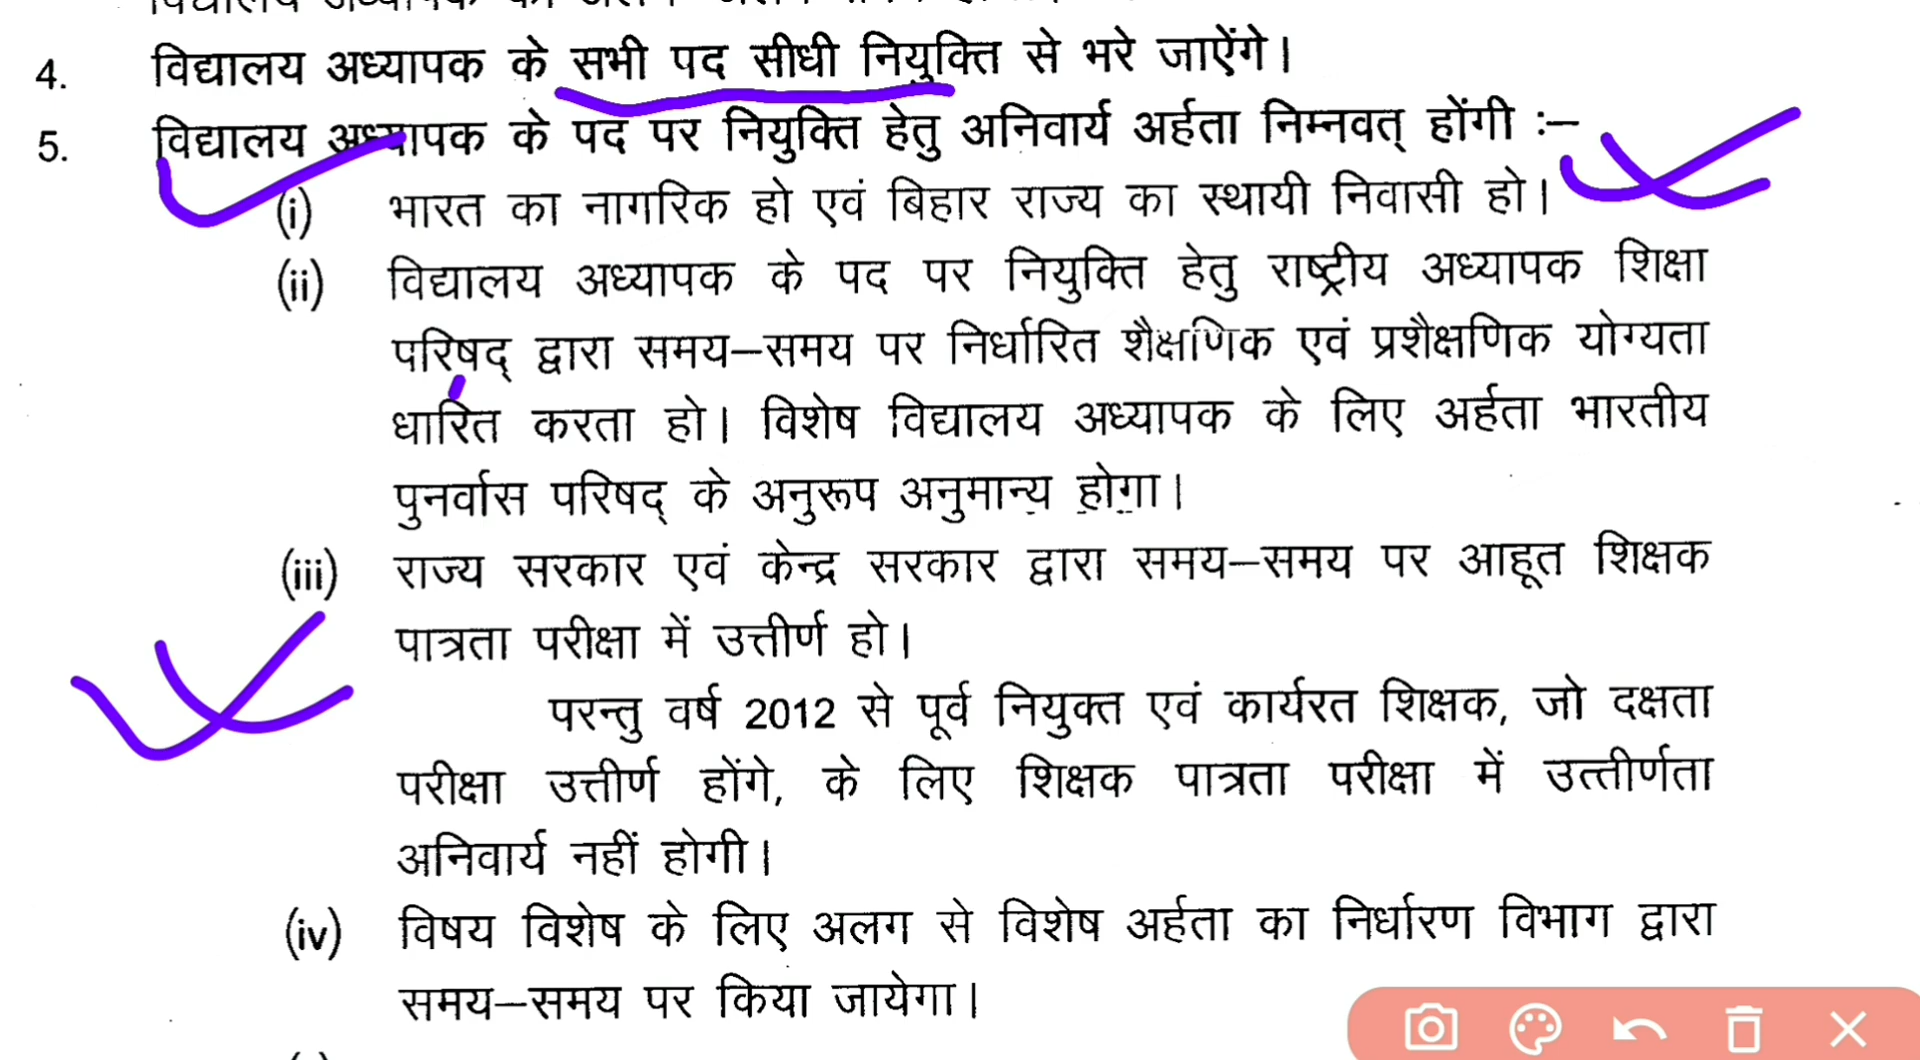 4. विद्यालय अध्यापक के सभी पद सीधी नियुक्ति से भरे जाऐंगे।
5. विद्यालय अध्यापक के पद पर नियुक्ति हेतु अनिवार्य अर्हता निम्नवत् होंगी :–
(i) भारत का नागरिक हो एवं बिहार राज्य का स्थायी निवासी हो।
(ii) विद्यालय अध्यापक के पद पर नियुक्ति हेतु राष्ट्रीय अध्यापक शिक्षा
परिषद् द्वारा समय–समय पर निर्धारित शैक्षणिक एवं प्रशैक्षणिक योग्यता
धारित करता हो। विशेष विद्यालय अध्यापक के लिए अर्हता भारतीय
पुनर्वास परिषद् के अनुरूप अनुमान्य होगा।
(iii) राज्य सरकार एवं केन्द्र सरकार द्वारा समय–समय पर आहूत शिक्षक
पात्रता परीक्षा में उत्तीर्ण हो।
परन्तु वर्ष 2012 से पूर्व नियुक्त एवं कार्यरत शिक्षक, जो दक्षता
परीक्षा उत्तीर्ण होंगे, के लिए शिक्षक पात्रता परीक्षा में उत्तीर्णता
अनिवार्य नहीं होगी।
(iv) विषय विशेष के लिए अलग से विशेष अर्हता का निर्धारण विभाग द्वारा
समय–समय पर किया जायेगा।